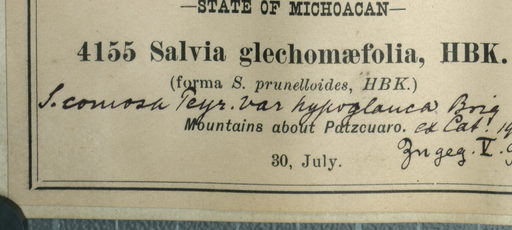 —STATE OF MICHOACAN—
4155 Salvia glechomæfolia, HBK.
(forma S. prunelloides, HBK.)
S. comosa Peyr. var hypoglauca Briq
Mountains about Patzcuaro. ex Cat. 19
30, July. V.